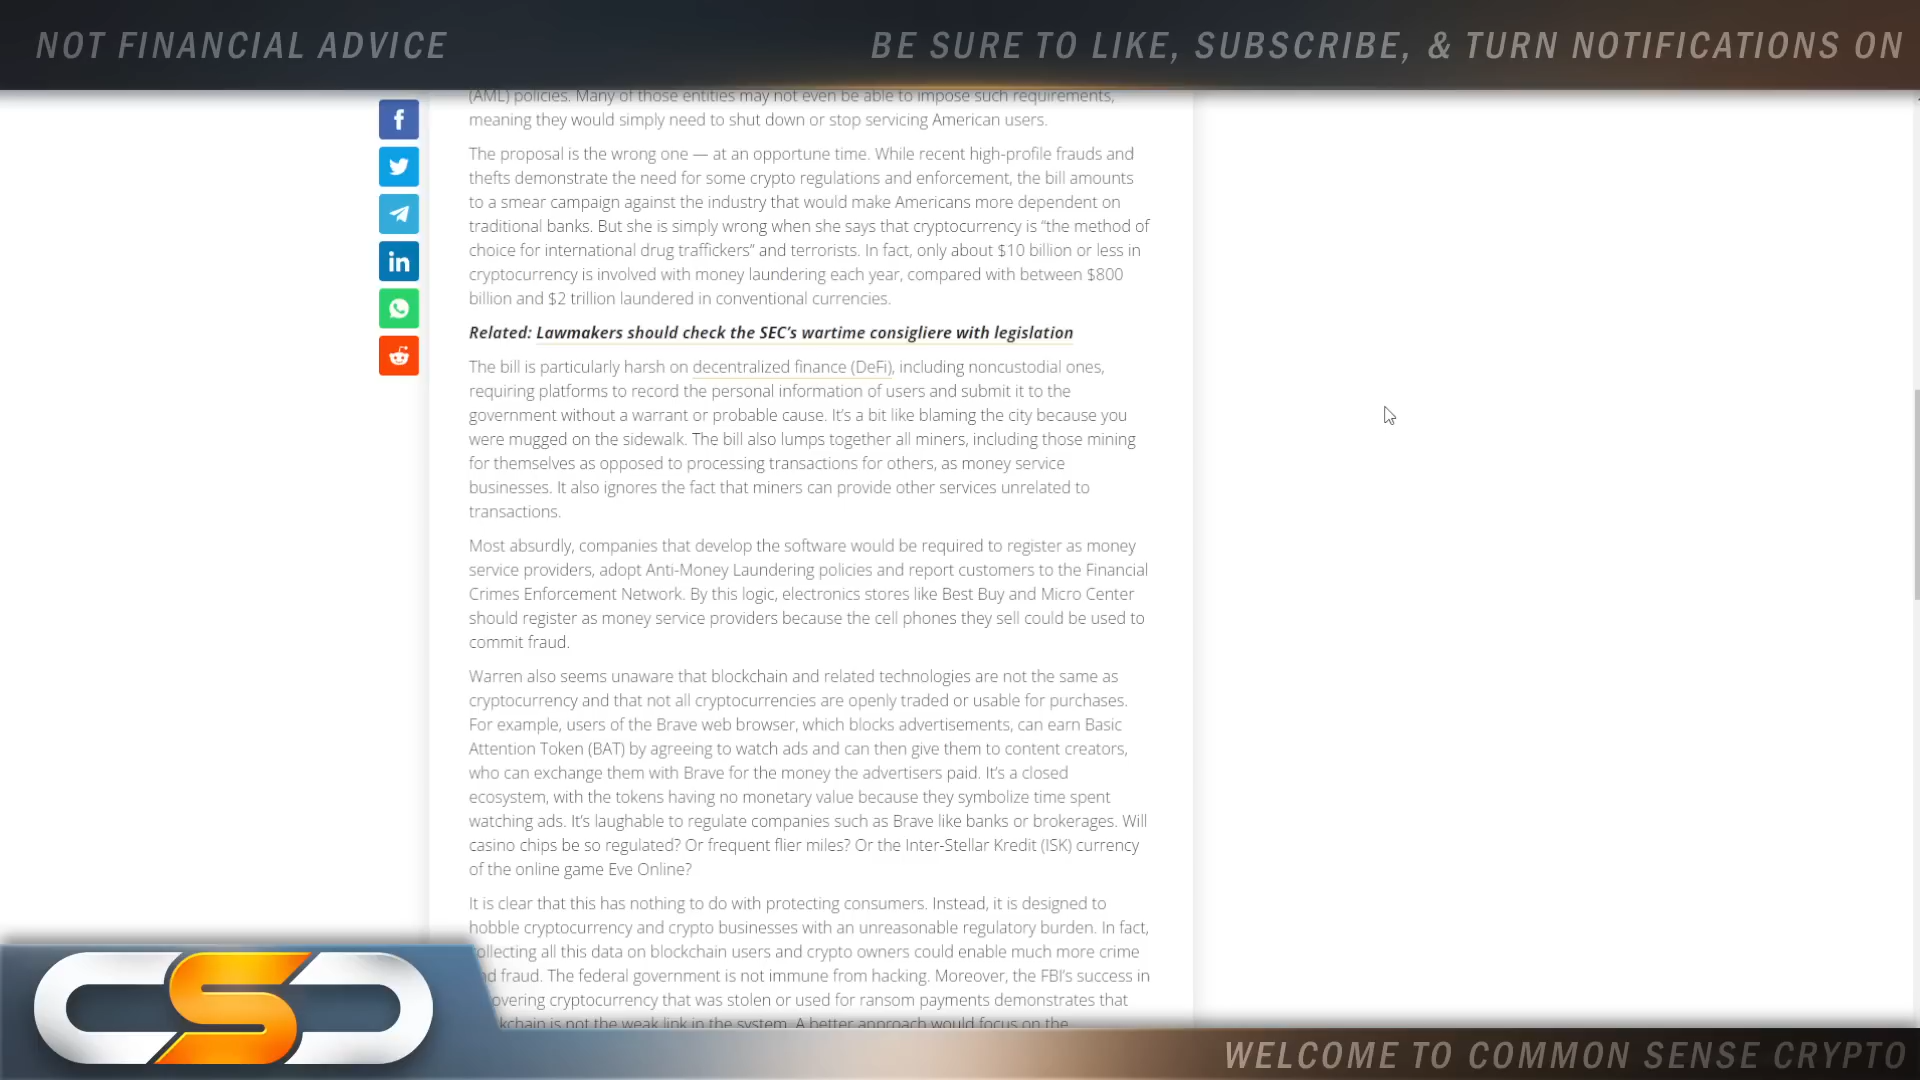 NOT FINANCIAL ADVICE
BE SURE TO LIKE, SUBSCRIBE, & TURN NOTIFICATIONS ON
(AML) policies. Many of those entities may not even be able to impose such requirements,
meaning they would simply need to shut down or stop servicing American users.
The proposal is the wrong one — at an opportune time. While recent high-profile frauds and
thefts demonstrate the need for some crypto regulations and enforcement, the bill amounts
to a smear campaign against the industry that would make Americans more dependent on
traditional banks. But she is simply wrong when she says that cryptocurrency is “the method of
choice for international drug traffickers” and terrorists. In fact, only about $10 billion or less in
cryptocurrency is involved with money laundering each year, compared with between $800
billion and $2 trillion laundered in conventional currencies.
Related: Lawmakers should check the SEC’s wartime consigliere with legislation
The bill is particularly harsh on decentralized finance (DeFi), including noncustodial ones,
requiring platforms to record the personal information of users and submit it to the
government without a warrant or probable cause. It’s a bit like blaming the city because you
were mugged on the sidewalk. The bill also lumps together all miners, including those mining
for themselves as opposed to processing transactions for others, as money service
businesses. It also ignores the fact that miners can provide other services unrelated to
transactions.
Most absurdly, companies that develop the software would be required to register as money
service providers, adopt Anti-Money Laundering policies and report customers to the Financial
Crimes Enforcement Network. By this logic, electronics stores like Best Buy and Micro Center
should register as money service providers because the cell phones they sell could be used to
commit fraud.
Warren also seems unaware that blockchain and related technologies are not the same as
cryptocurrency and that not all cryptocurrencies are openly traded or usable for purchases.
For example, users of the Brave web browser, which blocks advertisements, can earn Basic
Attention Token (BAT) by agreeing to watch ads and can then give them to content creators,
who can exchange them with Brave for the money the advertisers paid. It’s a closed
ecosystem, with the tokens having no monetary value because they symbolize time spent
watching ads. It’s laughable to regulate companies such as Brave like banks or brokerages. Will
casino chips be so regulated? Or frequent flier miles? Or the Inter-Stellar Kredit (ISK) currency
of the online game Eve Online?
It is clear that this has nothing to do with protecting consumers. Instead, it is designed to
hobble cryptocurrency and crypto businesses with an unreasonable regulatory burden. In fact,
ollecting all this data on blockchain users and crypto owners could enable much more crime
d fraud. The federal government is not immune from hacking. Moreover, the FBI’s success in
overing cryptocurrency that was stolen or used for ransom payments demonstrates that
kchain is not the weak link in the system. A better approach would focus on the
CSC
WELCOME TO COMMON SENSE CRYPTO